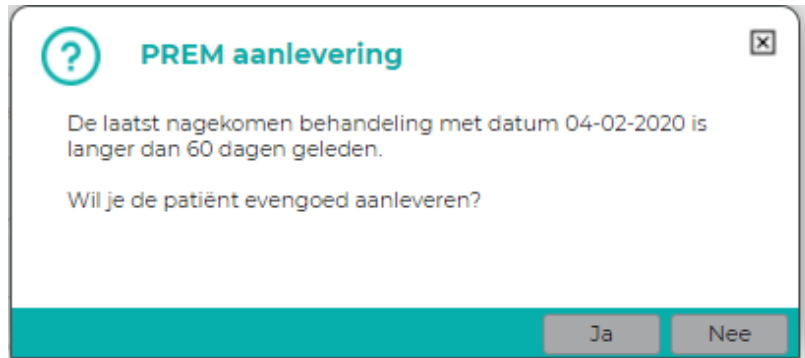 PREM aanlevering
De laatst nagekomen behandeling met datum 04-02-2020 is
langer dan 60 dagen geleden.
Wil je de patiënt evengoed aanleveren?
Ja Nee